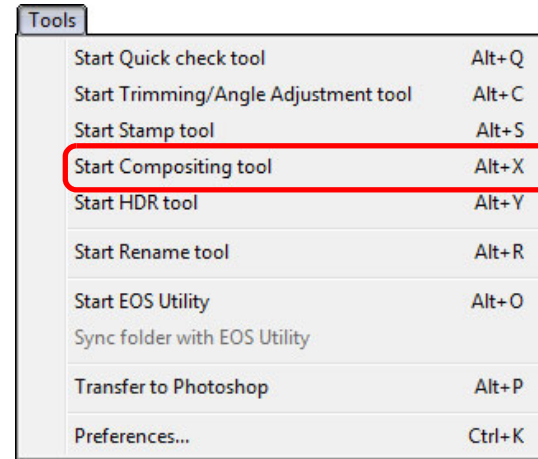 Tools
Start Quick check tool Alt+Q
Start Trimming/Angle Adjustment tool Alt+C
Start Stamp tool Alt+S
Start Compositing tool Alt+X
Start HDR tool Alt+Y
Start Rename tool Alt+R
Start EOS Utility Alt+O
Sync folder with EOS Utility
Transfer to Photoshop Alt+P
Preferences... Ctrl+K